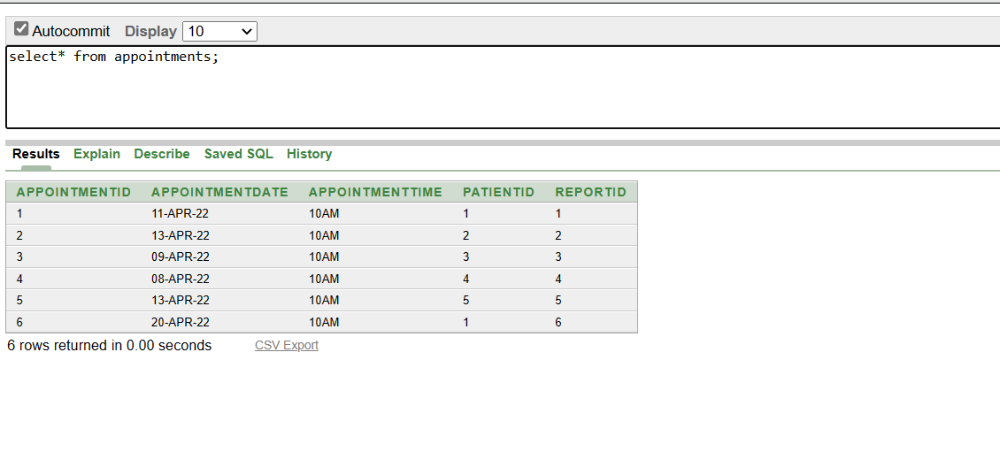 Autocommit Display 10
select* from appointments;
Results Explain Describe Saved SQL History
APPOINTMENTID APPOINTMENTDATE APPOINTMENTTIME PATIENTID REPORTID
1 11-APR-22 10AM 1 1
2 13-APR-22 10AM 2 2
3 09-APR-22 10AM 3 3
4 08-APR-22 10AM 4 4
5 13-APR-22 10AM 5 5
6 20-APR-22 10AM 1 6
6 rows returned in 0.00 seconds CSV Export